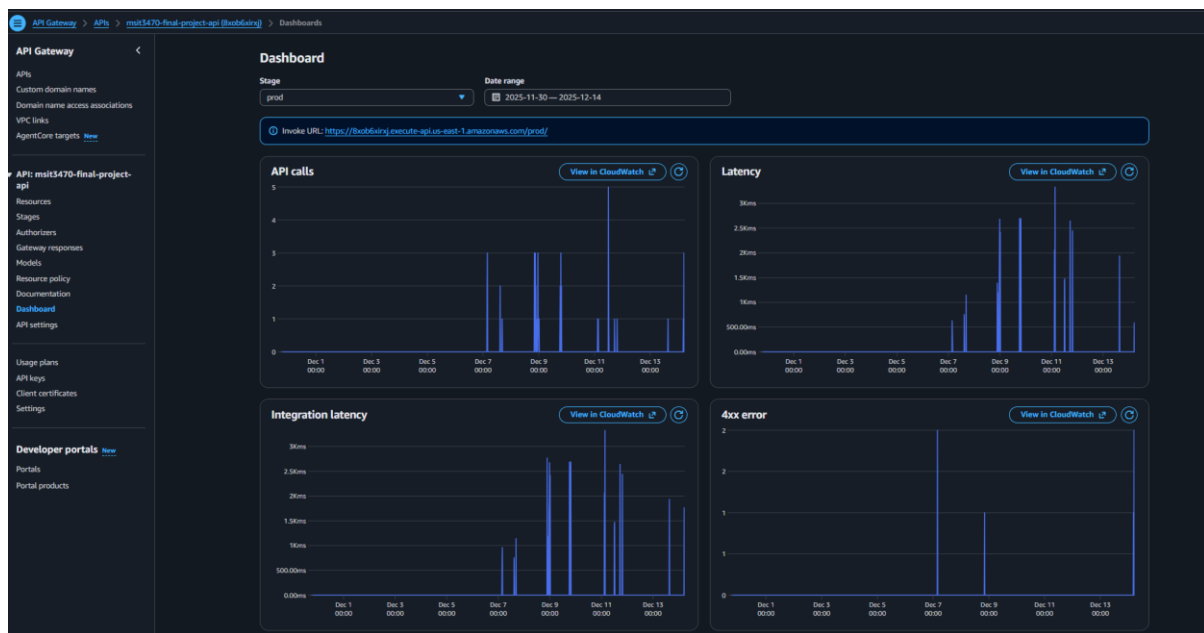 API Gateway > APIs > msit3470-final-project-api (8xob6xirxj) > Dashboards
API Gateway
APIs
Custom domain names
Domain name access associations
VPC links
AgentCore targets New
API: msit3470-final-project-
api
Resources
Stages
Authorizers
Gateway responses
Models
Resource policy
Documentation
Dashboard
API settings
Usage plans
API keys
Client certificates
Settings
Developer portals New
Portals
Portal products
Dashboard
Stage
prod
Date range
2025-11-30 — 2025-12-14
Invoke URL: https://8xob6xirxj.execute-api.us-east-1.amazonaws.com/prod/
API calls
View in CloudWatch
5
4
3
2
1
0
Dec 1 Dec 3 Dec 5 Dec 7 Dec 9 Dec 11 Dec 13
00:00 00:00 00:00 00:00 00:00 00:00 00:00
Latency
View in CloudWatch
3Kms
2.5Kms
2Kms
1.5Kms
1Kms
500.00ms
0.00ms
Dec 1 Dec 3 Dec 5 Dec 7 Dec 9 Dec 11 Dec 13
00:00 00:00 00:00 00:00 00:00 00:00 00:00
Integration latency
View in CloudWatch
3Kms
2.5Kms
2Kms
1.5Kms
1Kms
500.00ms
0.00ms
Dec 1 Dec 3 Dec 5 Dec 7 Dec 9 Dec 11 Dec 13
00:00 00:00 00:00 00:00 00:00 00:00 00:00
4xx error
View in CloudWatch
2
2
1
1
0
Dec 1 Dec 3 Dec 5 Dec 7 Dec 9 Dec 11 Dec 13
00:00 00:00 00:00 00:00 00:00 00:00 00:00